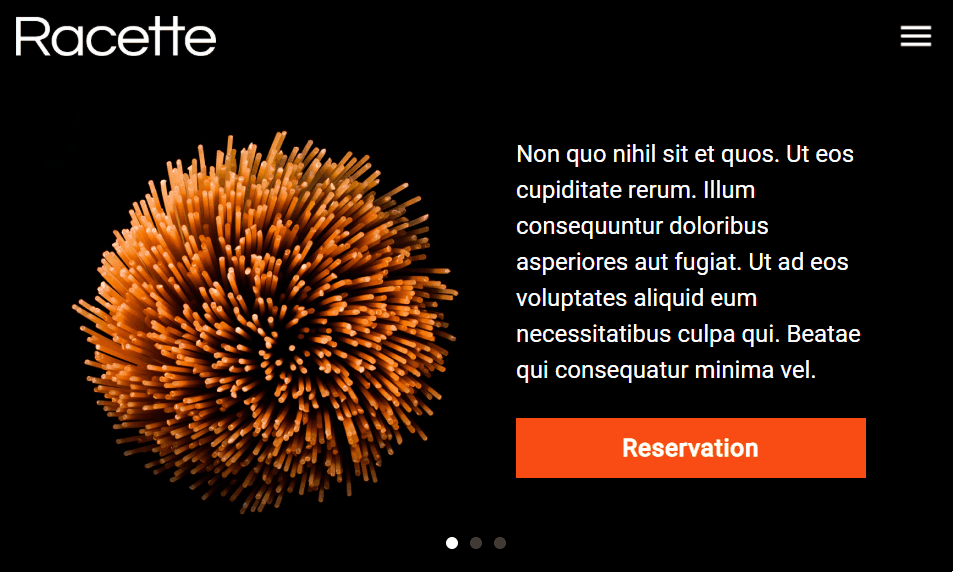 Racette
Non quo nihil sit et quos. Ut eos
cupiditate rerum. Illum
consequuntur doloribus
asperiores aut fugiat. Ut ad eos
voluptates aliquid eum
necessitatibus culpa qui. Beatae
qui consequatur minima vel.
Reservation